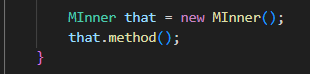 MInner that = new MInner();
that.method();
}